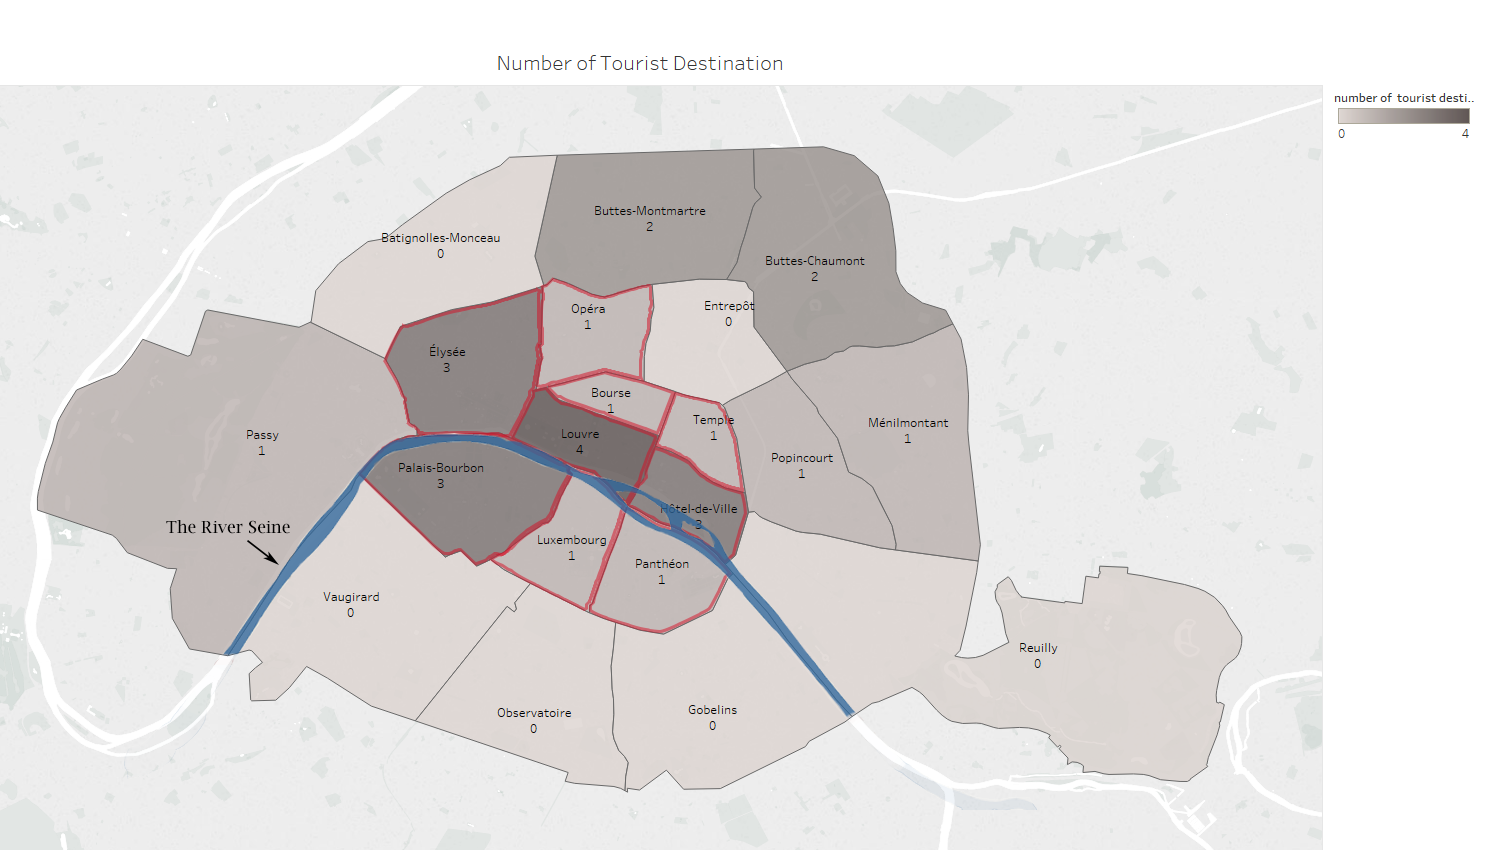 Number of Tourist Destination
number of tourist desti..
0 4
Buttes-Montmartre
2
Batignolles-Monceau
0
Buttes-Chaumont
2
Opéra
1
Entrepôt
0
Élysée
3
Bourse
1
Temple
1
Ménilmontant
1
Louvre
4
Passy
1
Popincourt
1
Palais-Bourbon
3
Hôtel-de-Ville
3
The River Seine
Luxembourg
1
Panthéon
1
Vaugirard
0
Reuilly
0
Observatoire
0
Gobelins
0